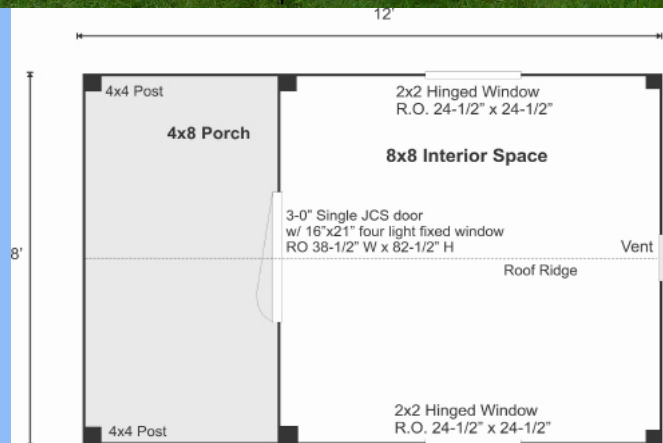 12'
4x4 Post
2x2 Hinged Window
R.O. 24-1/2" x 24-1/2"
4x8 Porch
8x8 Interior Space
3-0" Single JCS door
w/ 16"x21" four light fixed window
RO 38-1/2" W x 82-1/2" H
8'
Vent
Roof Ridge
2x2 Hinged Window
R.O. 24-1/2" x 24-1/2"
4x4 Post